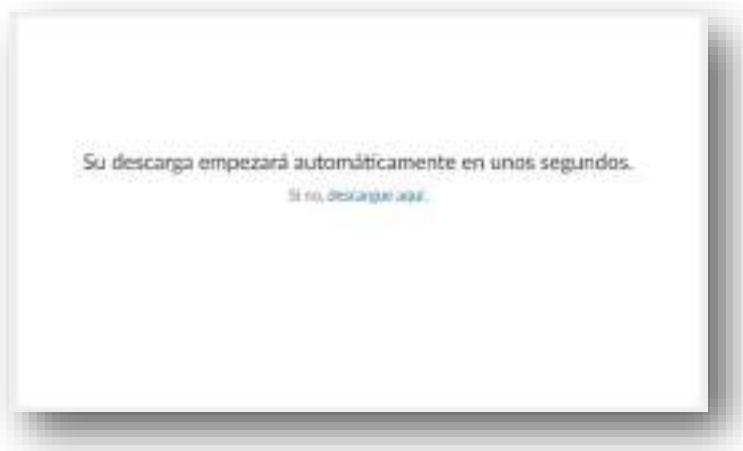 Su descarga empezará automáticamente en unos segundos.
Si no, descargue aquí.